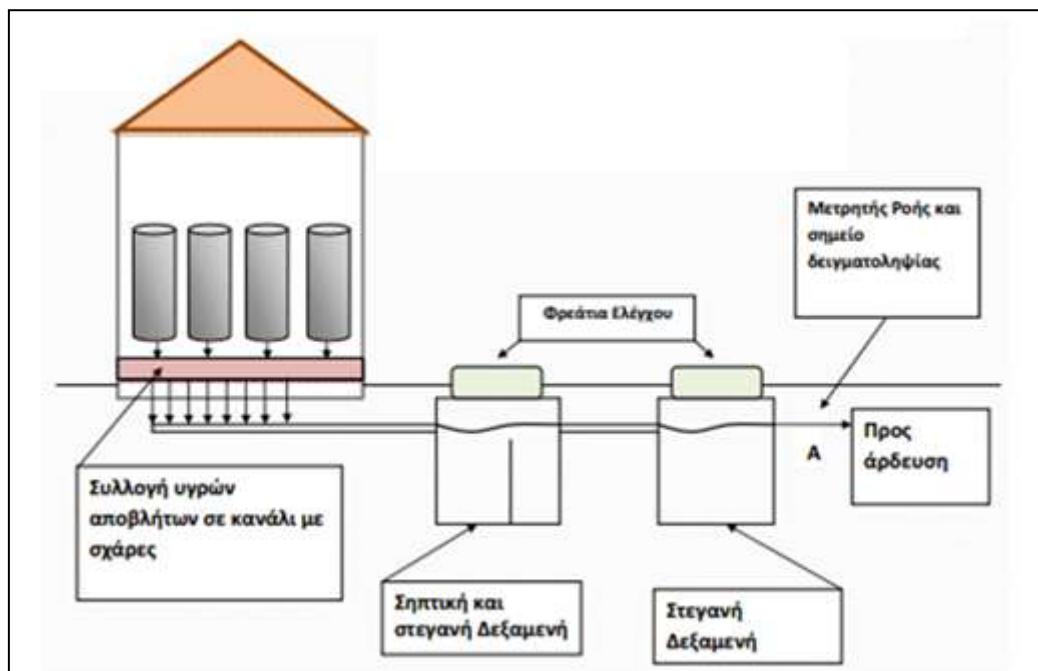 Μετρητής Ροής και
σημείο
δειγματοληψίας
Φρεάτια Ελέγχου
Α
Προς
άρδευση
Συλλογή υγρών
αποβλήτων σε κανάλι με
σχάρες
Σηπτική και
στεγανή Δεξαμενή
Στεγανή
Δεξαμενή